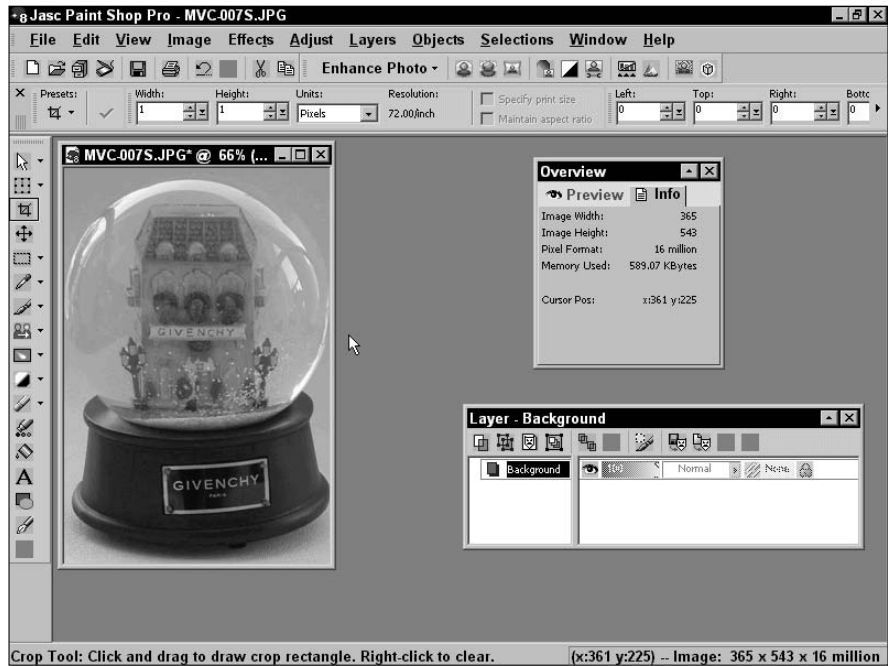 Jasc Paint Shop Pro - MVC-007S.JPG
File Edit View Image Effects Adjust Layers Objects Selections Window Help
Enhance Photo
Presets: Width: Height: Units: Resolution: Left: Top: Right: Bottc
1 1 Pixels 72.00/inch 0 0 0 0
Specify print size
Maintain aspect ratio
MVC-007S.JPG* @ 66% (...
GIVENCHY
GIVENCHY
PARIS
Overview
Preview Info
Image Width: 365
Image Height: 543
Pixel Format: 16 million
Memory Used: 589.07 KBytes
Cursor Pos: x:361 y:225
Layer - Background
Background 100 Normal None
A
Crop Tool: Click and drag to draw crop rectangle. Right-click to clear. (x:361 y:225) -- Image: 365 x 543 x 16 million